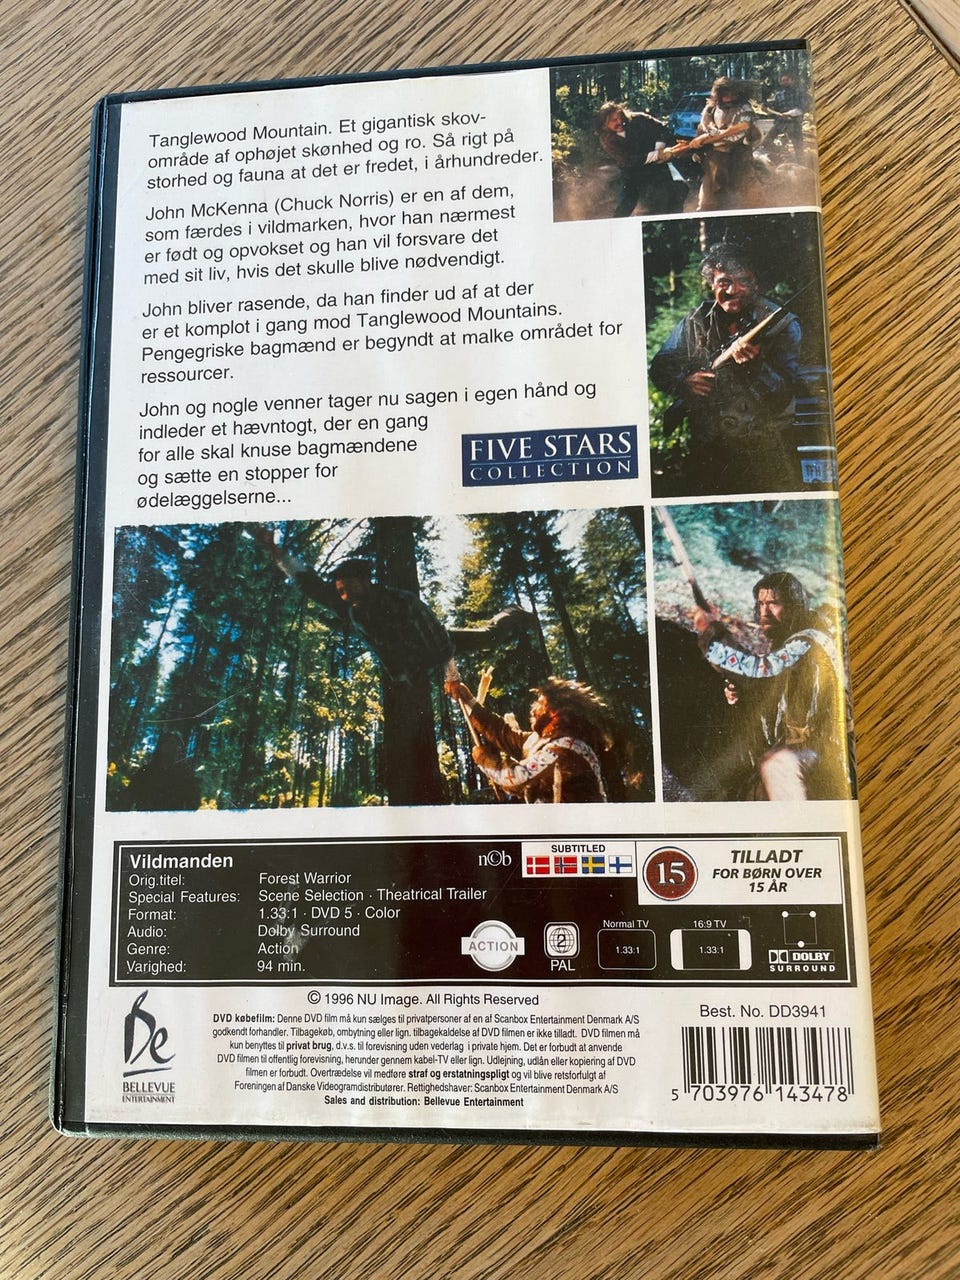 Tanglewood Mountain. Et gigantisk skov-
område af ophøjet skønhed og ro. Så rigt på
storhed og fauna at det er fredet, i århundreder.
John McKenna (Chuck Norris) er en af dem,
som færdes i vildmarken, hvor han nærmest
er født og opvokset og han vil forsvare det
med sit liv, hvis det skulle blive nødvendigt.
John bliver rasende, da han finder ud af at der
er et komplot i gang mod Tanglewood Mountains.
Pengegriske bagmænd er begyndt at malke området for
ressourcer.
John og nogle venner tager nu sagen i egen hånd og
indleder et hævntogt, der en gang
for alle skal knuse bagmændene
og sætte en stopper for
ødelæggelserne...
FIVE STARS
COLLECTION
Vildmanden
Orig.titel: Forest Warrior
Special Features: Scene Selection · Theatrical Trailer
Format: 1.33:1 · DVD 5 · Color
Audio: Dolby Surround
Genre: Action
Varighed: 94 min.
n©b
SUBTITLED
15
TILLADT
FOR BØRN OVER
15 ÅR
ACTION
2
PAL
Normal TV
1.33:1
16:9 TV
1.33:1
DOLBY
SURROUND
© 1996 NU Image. All Rights Reserved
DVD købefilm: Denne DVD film må kun sælges til privatpersoner af en af Scanbox Entertainment Denmark A/S
godkendt forhandler. Tilbagekøb, ombytning eller lign. tilbagekaldelse af DVD filmen er ikke tilladt. DVD filmen må
kun benyttes til privat brug, d.v.s. til forevisning uden vederlag i private hjem. Det er forbudt at anvende
DVD filmen til offentlig forevisning, herunder gennem kabel-TV eller lign. Udlejning, udlån eller kopiering af DVD
filmen er forbudt. Overtrædelse vil medføre straf og erstatningspligt og vil blive retsforfulgt af
Foreningen af Danske Videogramdistributører. Rettighedshaver: Scanbox Entertainment Denmark A/S
Sales and distribution: Bellevue Entertainment
Be
BELLEVUE
ENTERTAINMENT
Best. No. DD3941
5 703976 143478